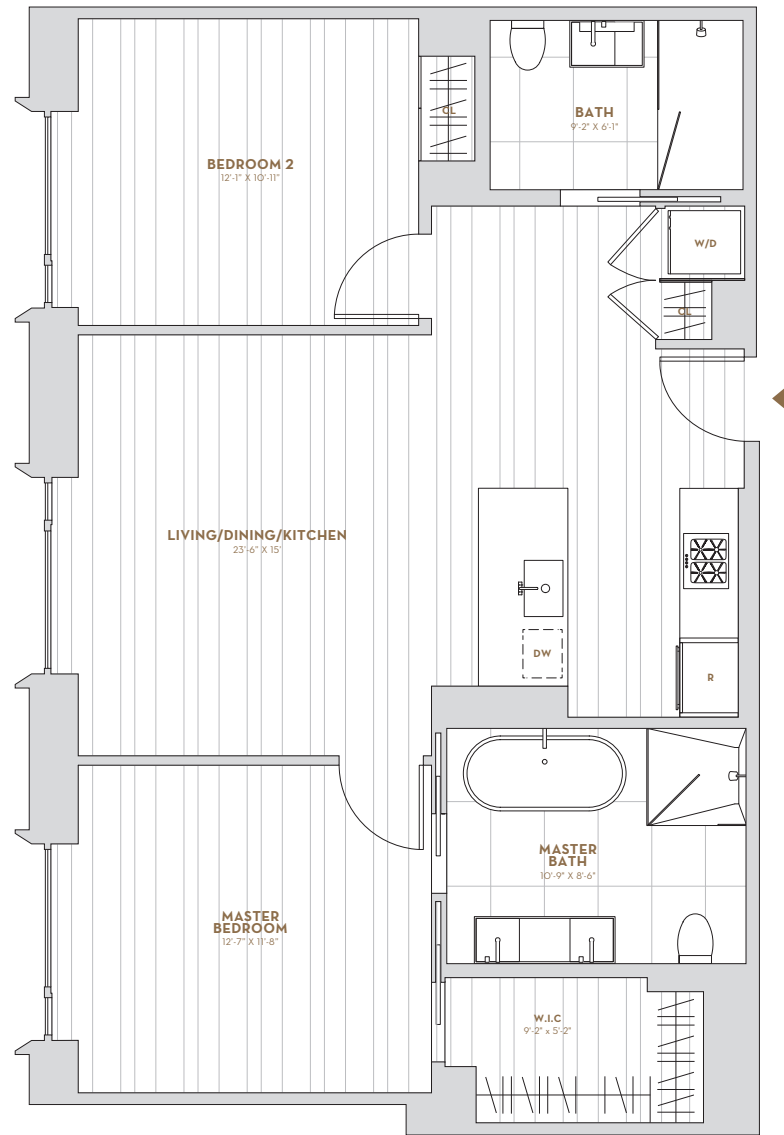 BATH
9'-2" X 6'-1"
CL
BEDROOM 2
12'-1" X 10'-11"
W/D
CL
LIVING/DINING/KITCHEN
23'-6" X 15'
DW
R
MASTER
BATH
10'-9" X 8'-6"
MASTER
BEDROOM
12'-7" X 11'-8"
W.I.C
9'-2" x 5'-2"